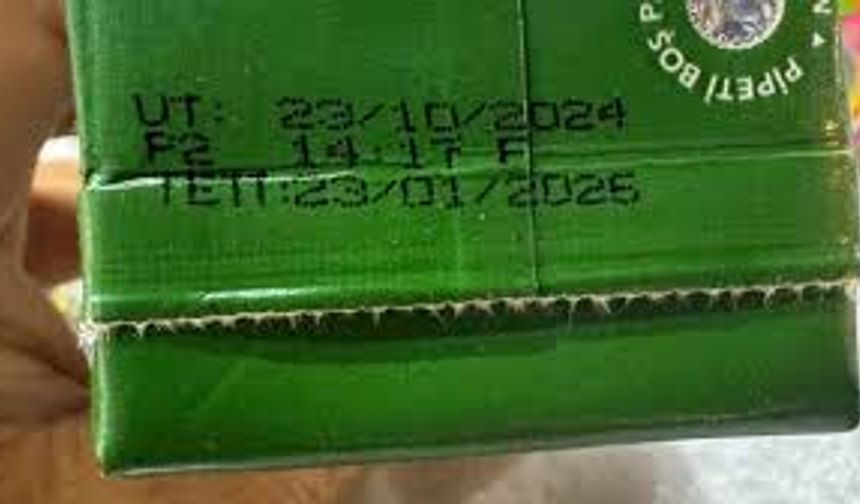 UT: 23/10/2024
F2 14:17 F
TETT:23/01/2025
PİPETİ BOŞ P